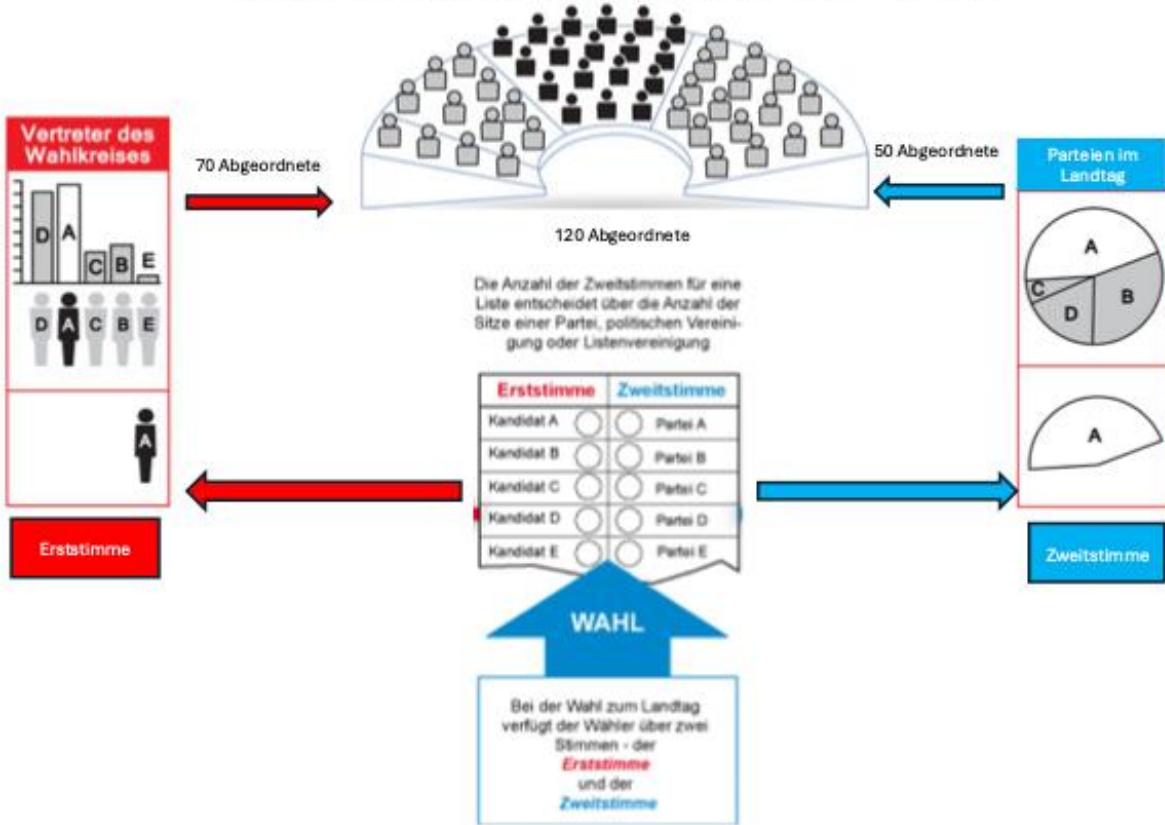 Vertreter des
Wahlkreises
D
A
C
B
E
D
A
C
B
E
A
Erststimme
70 Abgeordnete
50 Abgeordnete
120 Abgeordnete
Die Anzahl der Zweitstimmen für eine
Liste entscheidet über die Anzahl der
Sitze einer Partei, politischen Vereini-
gung oder Listenvereinigung
Erststimme Zweitstimme
Kandidat A Partei A
Kandidat B Partei B
Kandidat C Partei C
Kandidat D Partei D
Kandidat E Partei E
WAHL
Bei der Wahl zum Landtag
verfügt der Wähler über zwei
Stimmen - der
Erststimme
und der
Zweitstimme
Parteien im
Landtag
A
B
C
D
A
Zweitstimme